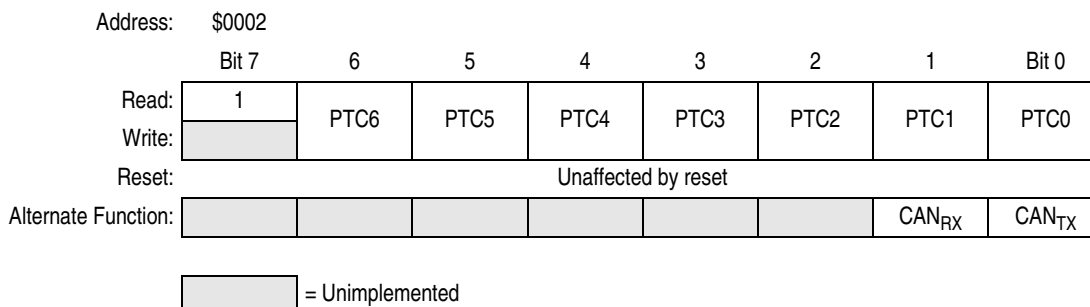 Address: $0002
Bit 7 6 5 4 3 2 1 Bit 0
Read: 1 PTC6 PTC5 PTC4 PTC3 PTC2 PTC1 PTC0
Write:
Reset: Unaffected by reset
Alternate Function: CANRX CANTX
= Unimplemented